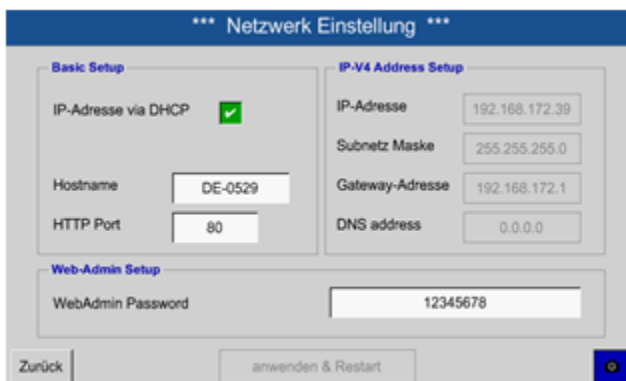 *** Netzwerk Einstellung ***
Basic Setup
IP-Adresse via DHCP
Hostname DE-0529
HTTP Port 80
IP-V4 Address Setup
IP-Adresse 192.168.172.39
Subnetz Maske 255.255.255.0
Gateway-Adresse 192.168.172.1
DNS address 0.0.0.0
Web-Admin Setup
WebAdmin Password 12345678
Zurück anwenden & Restart